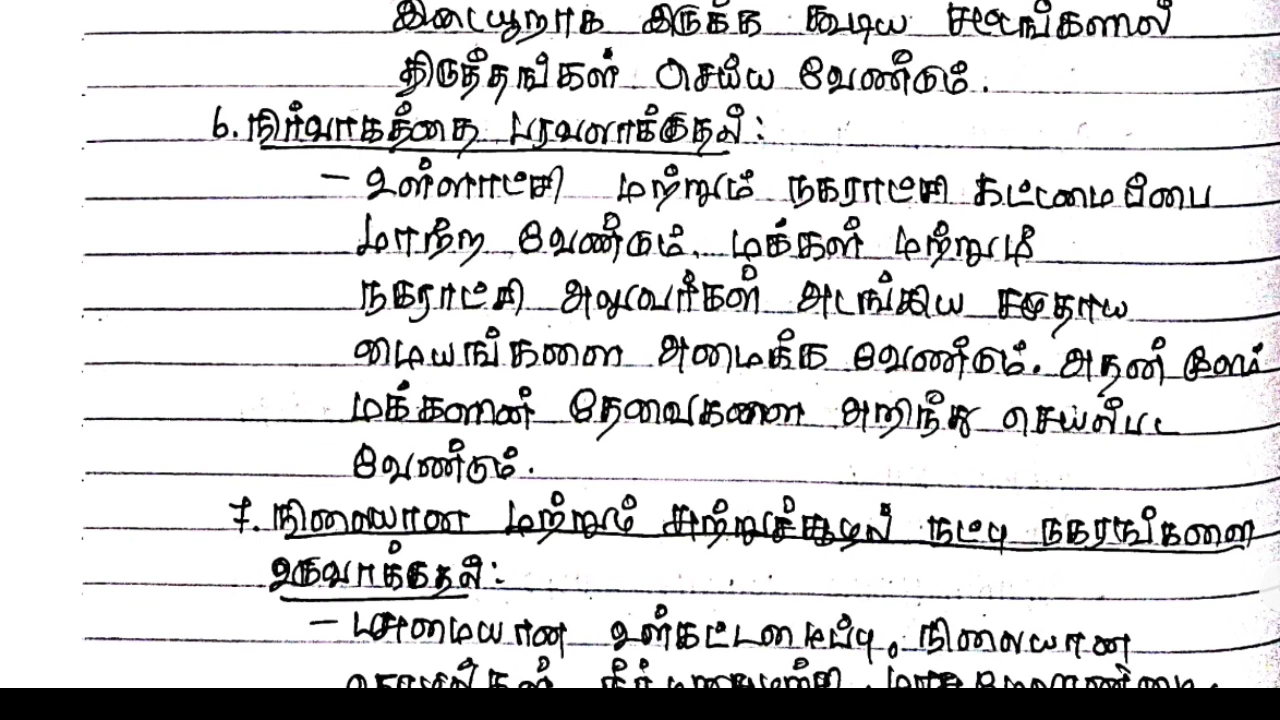 இடையூறாக இருக்க கூடிய சட்டங்களால்
திருத்தங்கள் செய்ய வேண்டும்.
6. நிர்வாகத்தை பரவலாக்குதல் :
- உள்ளாட்சி மற்றும் நகராட்சி கட்டமைப்பை
மாற்ற வேண்டும். மக்கள் மற்றும்
நகராட்சி அலுவலர்கள் அடங்கிய சமுதாய
மையங்களை அமைக்க வேண்டும். அதன் மூலம்
மக்களின் தேவைகளை அறிந்து செயல்பட
வேண்டும்.
7. நிலையான மற்றும் சுற்றுச்சூழல் நட்பு நகரங்களை
உருவாக்குதல் :
- பசுமையான உள்கட்டமைப்பு, நிலையான